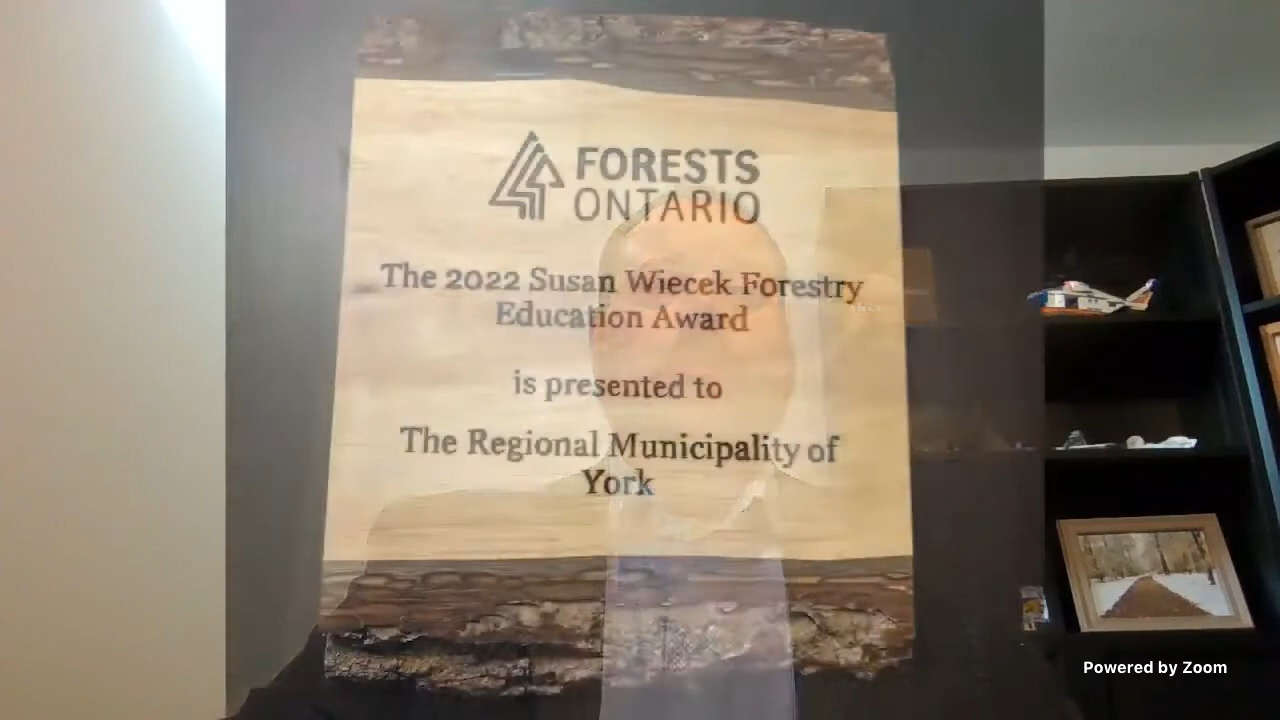 FORESTS
ONTARIO
The 2022 Susan Wiecek Forestry
Education Award
is presented to
The Regional Municipality of
York
Powered by Zoom